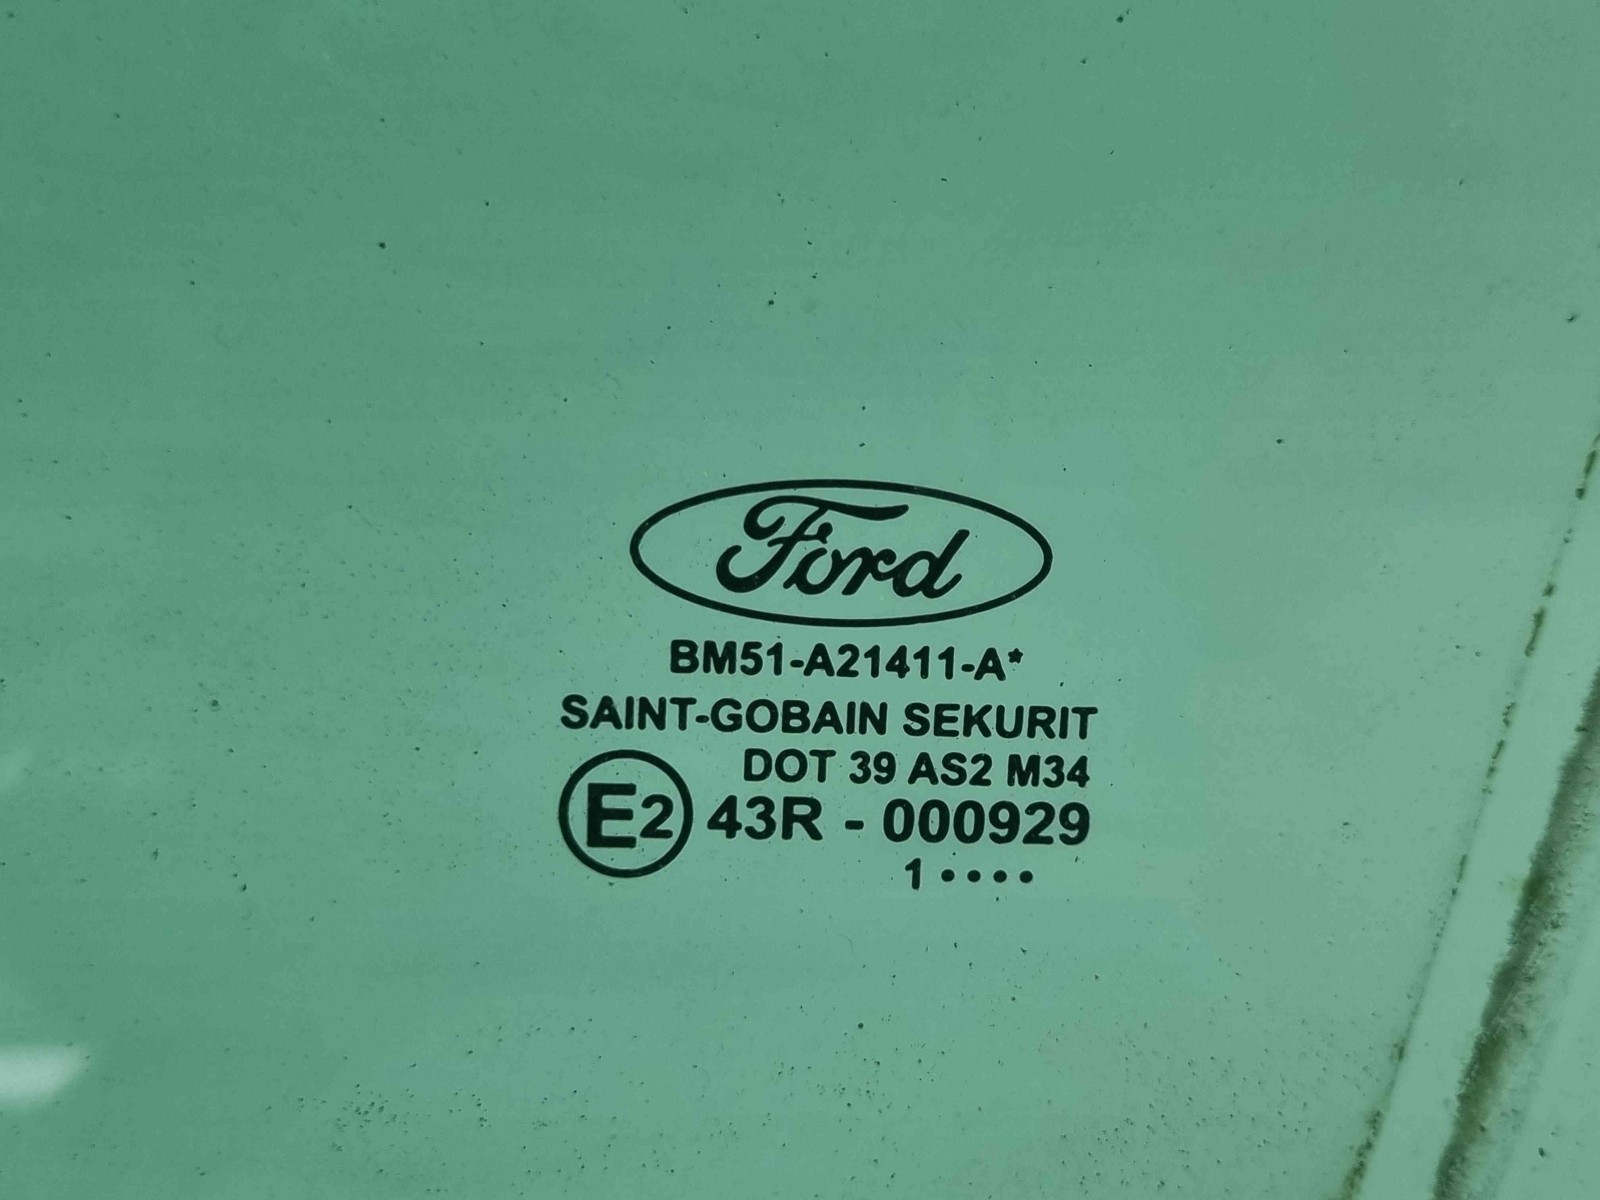 Ford
BM51-A21411-A*
SAINT-GOBAIN SEKURIT
DOT 39 AS2 M34
E2 43R - 000929
1 ••••